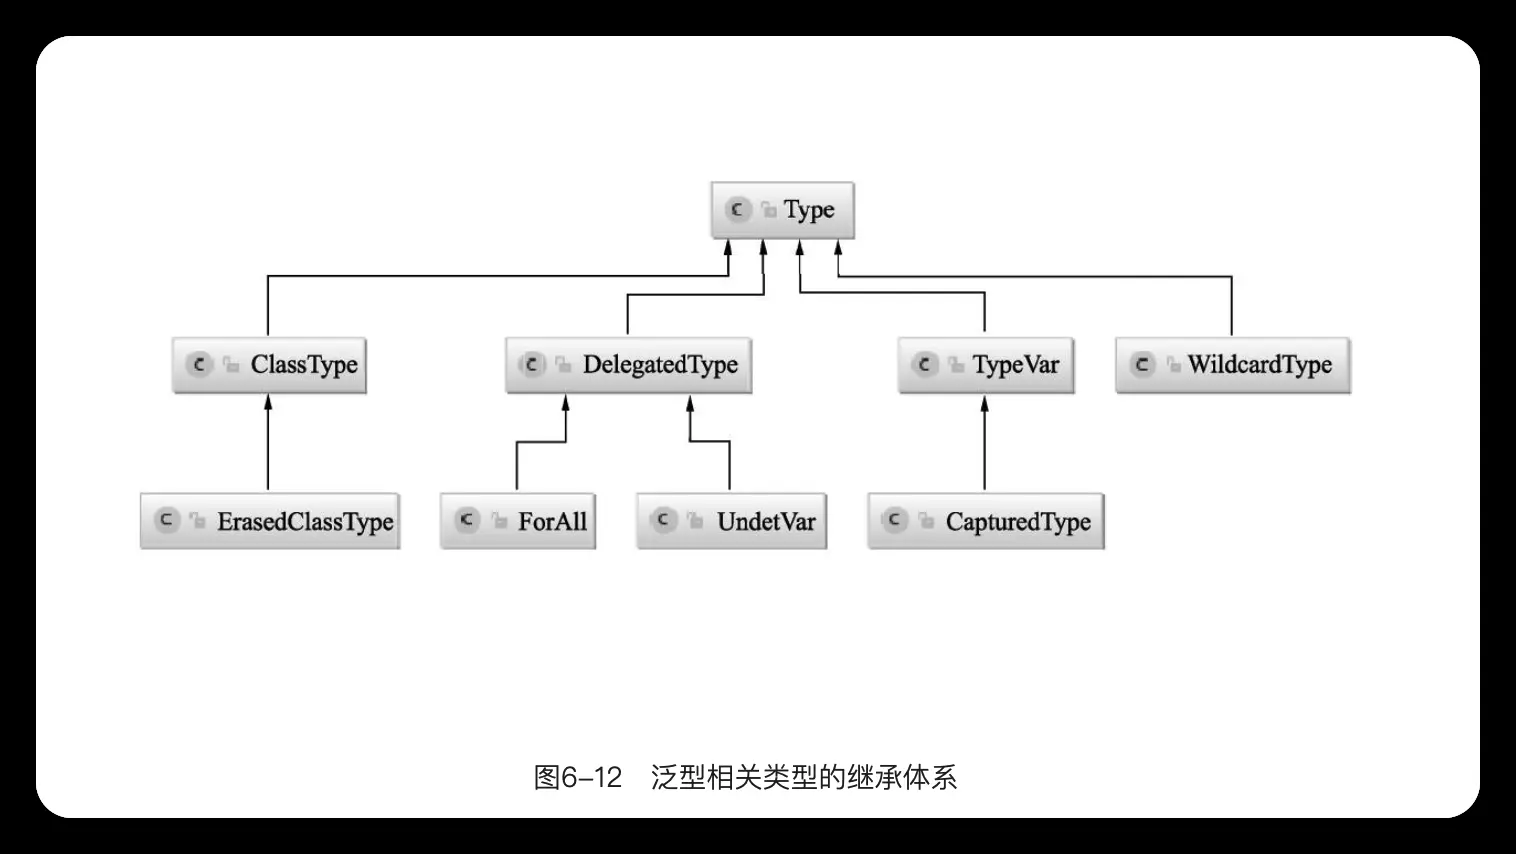 C Type
C ClassType
C DelegatedType
C TypeVar
C WildcardType
C ErasedClassType
C ForAll
C UndetVar
C CapturedType
图6–12 泛型相关类型的继承体系